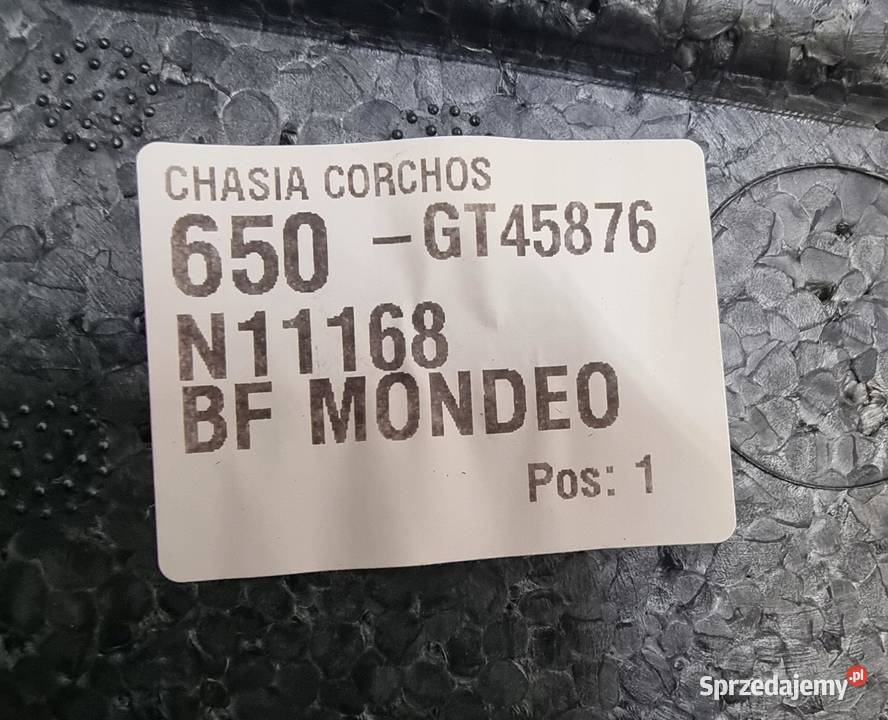 CHASIA CORCHOS
650 -GT45876
N11168
BF MONDEO
Pos: 1
Sprzedajemy.pl